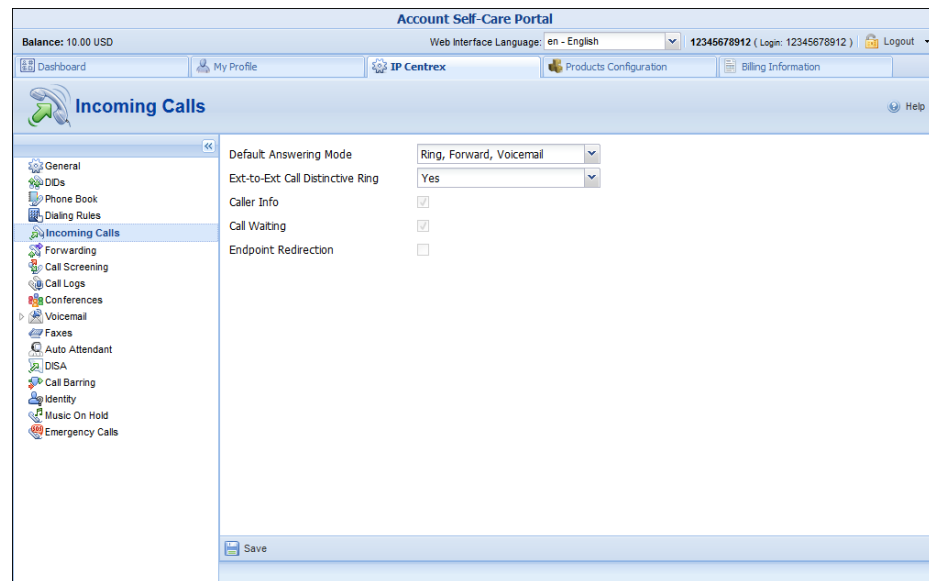 Account Self-Care Portal
Balance: 10.00 USD Web Interface Language: en - English 12345678912 ( Login: 12345678912 ) Logout
Dashboard My Profile IP Centrex Products Configuration Billing Information
Incoming Calls Help
General
DIDs
Phone Book
Dialing Rules
Incoming Calls
Forwarding
Call Screening
Call Logs
Conferences
Voicemail
Faxes
Auto Attendant
DISA
Call Barring
Identity
Music On Hold
Emergency Calls
Default Answering Mode Ring, Forward, Voicemail
Ext-to-Ext Call Distinctive Ring Yes
Caller Info
Call Waiting
Endpoint Redirection
Save